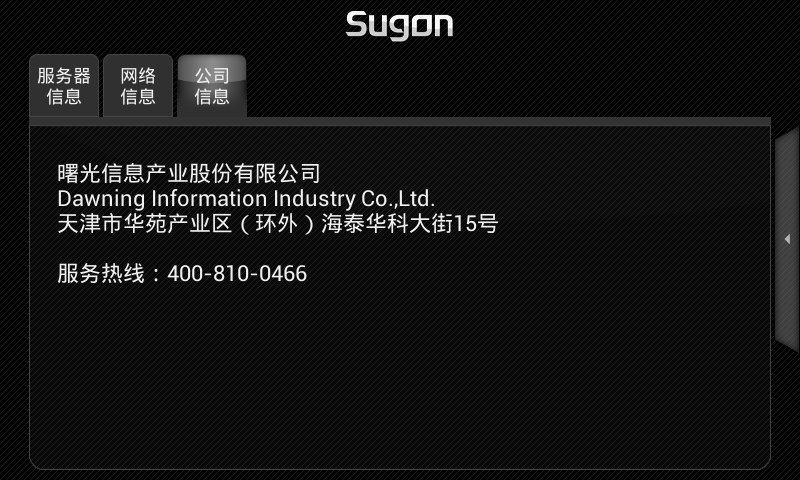 Sugon
服务器
信息
网络
信息
公司
信息
曙光信息产业股份有限公司
Dawning Information Industry Co.,Ltd.
天津市华苑产业区（环外）海泰华科大街15号
服务热线：400-810-0466